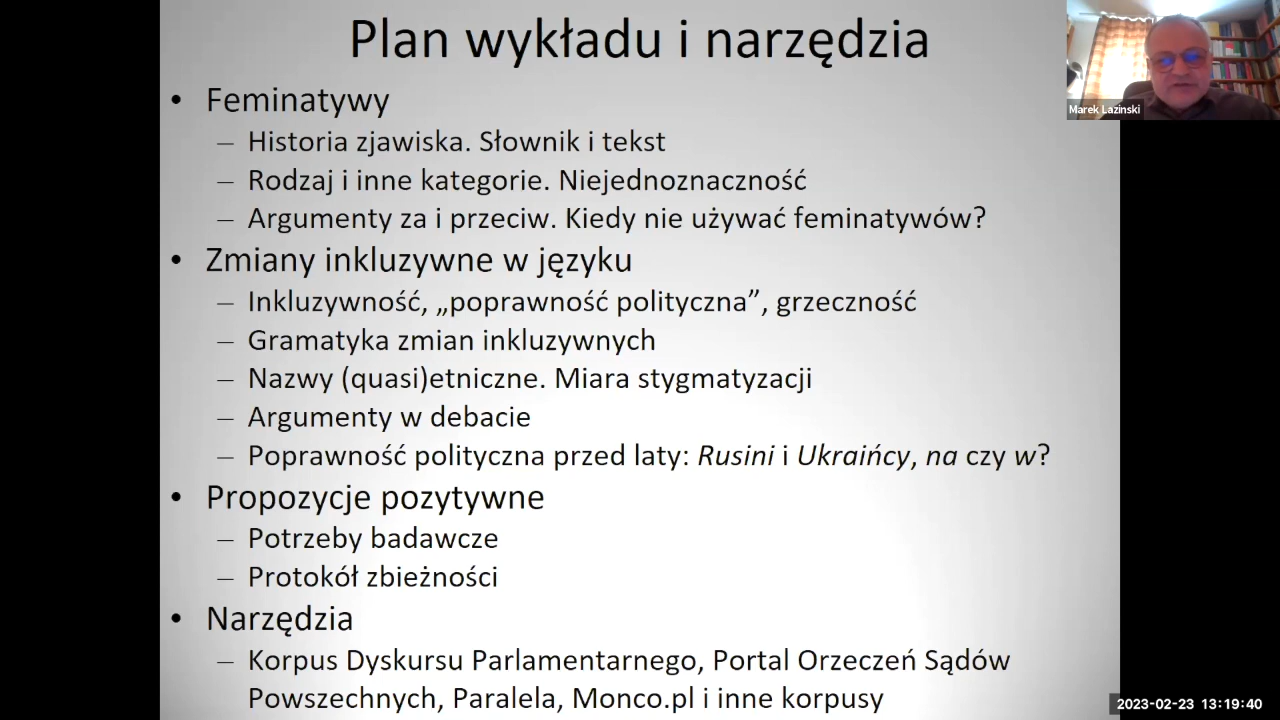 Plan wykładu i narzędzia
• Feminatywy
– Historia zjawiska. Słownik i tekst
– Rodzaj i inne kategorie. Niejednoznaczność
– Argumenty za i przeciw. Kiedy nie używać feminatywów?
• Zmiany inkluzywne w języku
– Inkluzywność, „poprawność polityczna”, grzeczność
– Gramatyka zmian inkluzywnych
– Nazwy (quasi)etniczne. Miara stygmatyzacji
– Argumenty w debacie
– Poprawność polityczna przed laty: Rusini i Ukraińcy, na czy w?
• Propozycje pozytywne
– Potrzeby badawcze
– Protokół zbieżności
• Narzędzia
– Korpus Dyskursu Parlamentarnego, Portal Orzeczeń Sądów
Powszechnych, Paralela, Monco.pl i inne korpusy
Marek Lazinski
2023-02-23 13:19:40